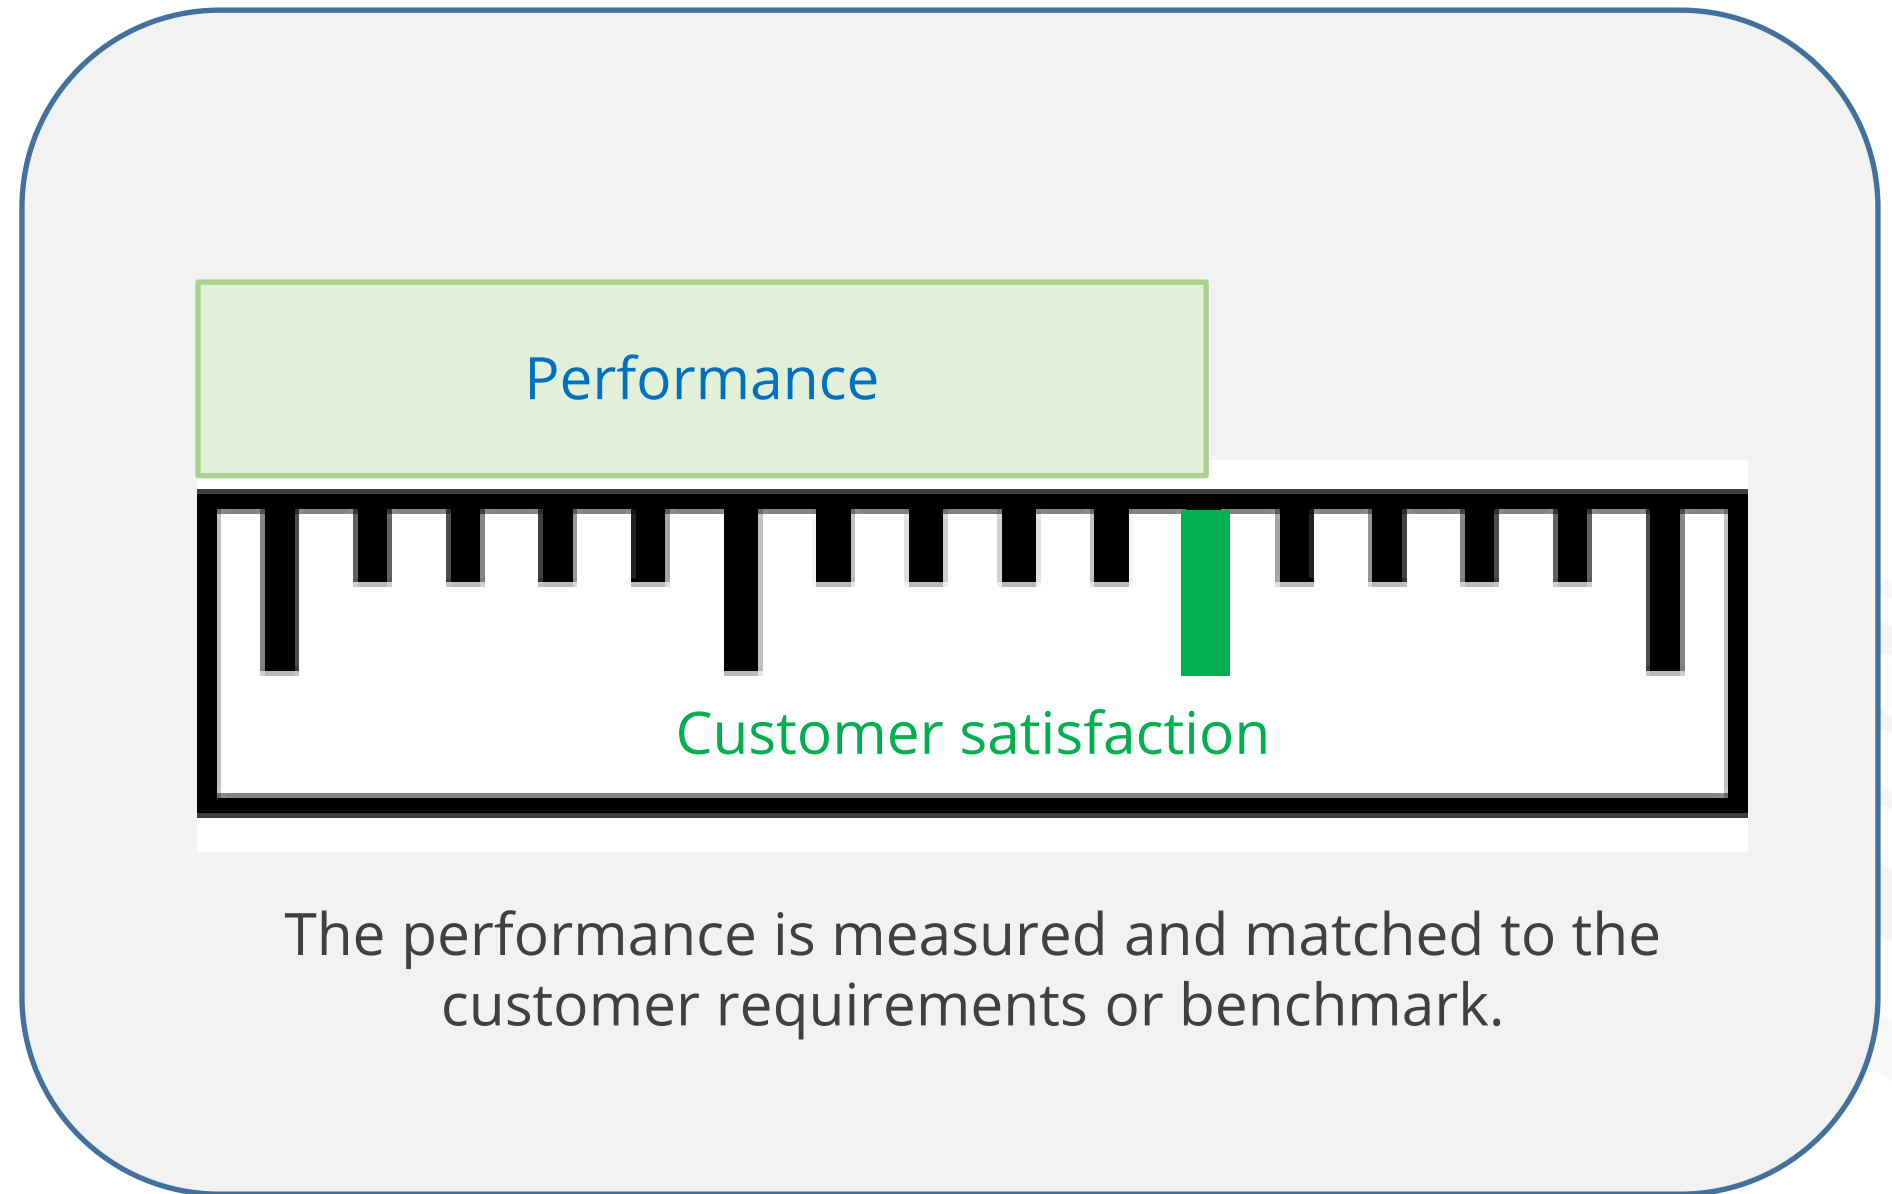 Performance
Customer satisfaction
The performance is measured and matched to the
customer requirements or benchmark.